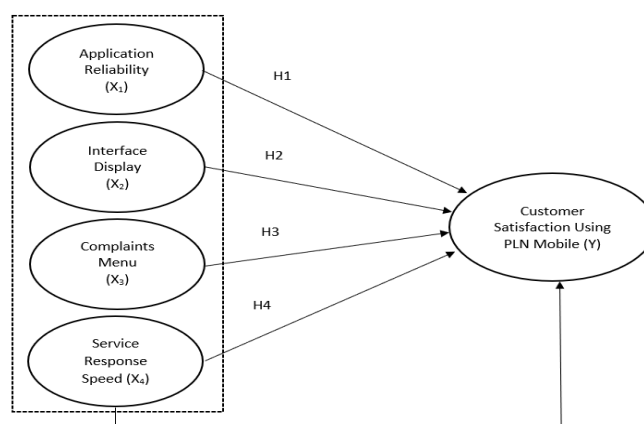 Application
Reliability
(X₁)
H1
Interface
Display
(X₂)
H2
Complaints
Menu
(X₃)
H3
Service
Response
Speed (X₄)
H4
Customer
Satisfaction Using
PLN Mobile (Y)